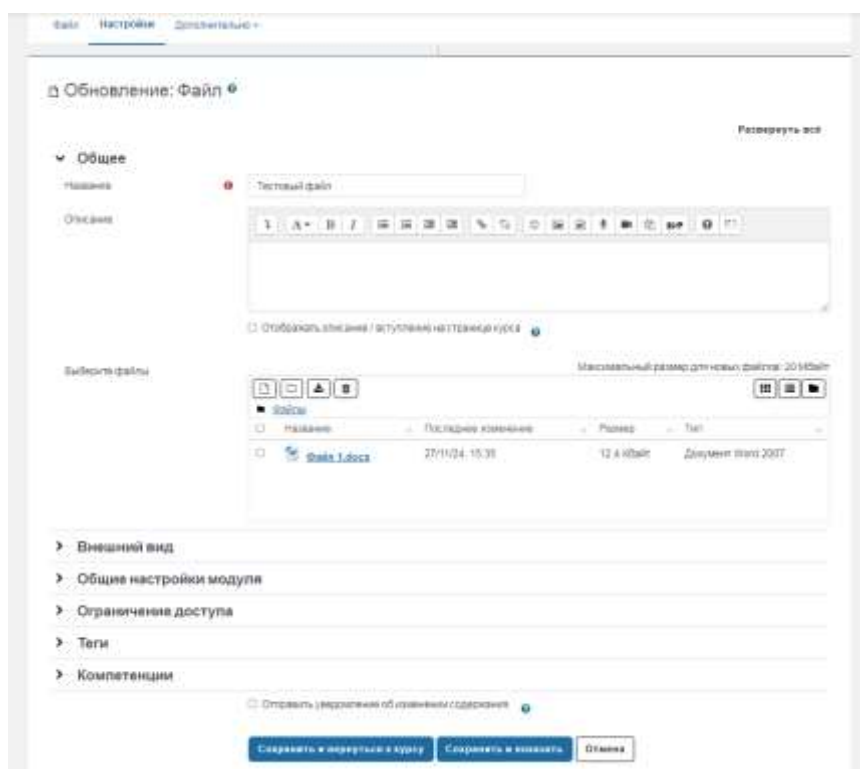 Файл Настройки Дополнительно
Обновление: Файл
Развернуть всё
Общее
Название Тестовый файл
Описание
Отображать описание / вступление на странице курса
Выберите файлы Максимальный размер для новых файлов: 20 Мбайт
Файлы
Название Последнее изменение Размер Тип
Файл 1.docx 27/11/24, 15:35 12.4 Кбайт Документ Word 2007
Внешний вид
Общие настройки модуля
Ограничение доступа
Теги
Компетенции
Отправить уведомление об изменении содержания
Сохранить и вернуться к курсу Сохранить и показать Отмена